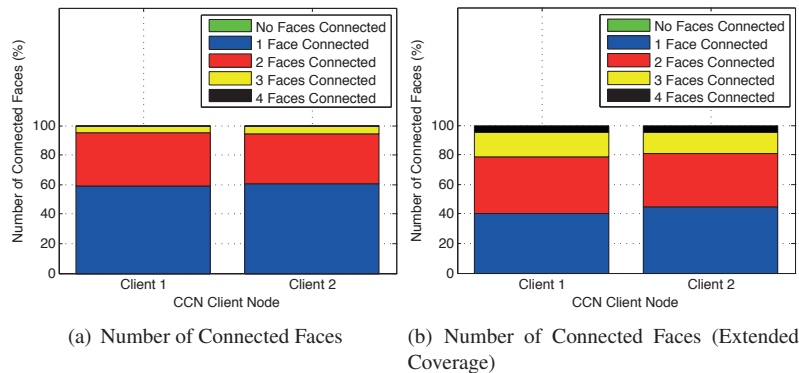 No Faces Connected
1 Face Connected
2 Faces Connected
3 Faces Connected
4 Faces Connected
Number of Connected Faces (%)
100
80
60
40
20
0
Client 1
Client 2
CCN Client Node
(a) Number of Connected Faces
No Faces Connected
1 Face Connected
2 Faces Connected
3 Faces Connected
4 Faces Connected
Number of Connected Faces (%)
100
80
60
40
20
0
Client 1
Client 2
CCN Client Node
(b) Number of Connected Faces (Extended
Coverage)